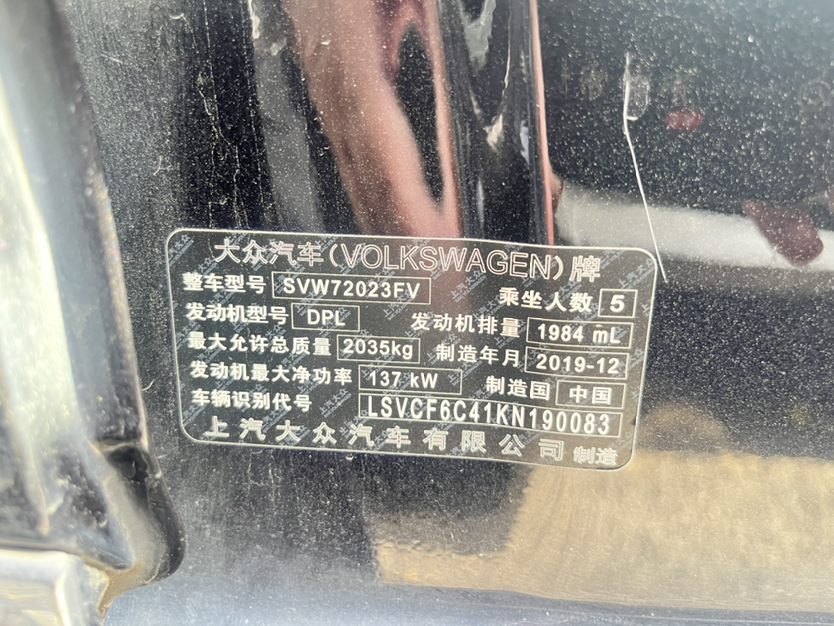 大众汽车(VOLKSWAGEN)牌
整车型号 SVW72023FV 乘坐人数 5
发动机型号 DPL 发动机排量 1984 mL
最大允许总质量 2035kg 制造年月 2019-12
发动机最大净功率 137 kW 制造国 中国
车辆识别代号 LSVCF6C41KN190083
上汽大众汽车有限公司 制造